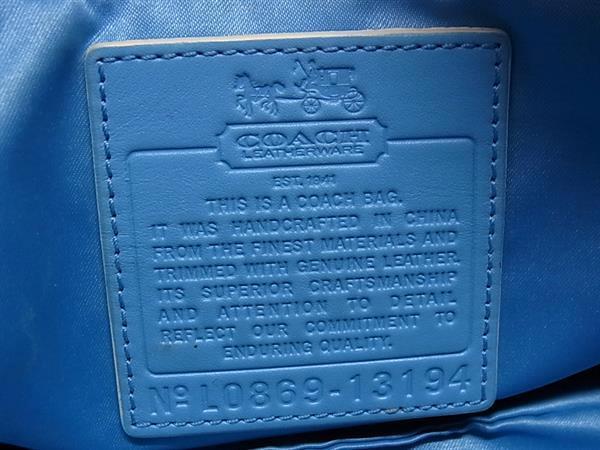 COACH
LEATHERWARE
EST. 1941
THIS IS A COACH BAG.
IT WAS HANDCRAFTED IN CHINA
FROM THE FINEST MATERIALS AND
TRIMMED WITH GENUINE LEATHER.
ITS SUPERIOR CRAFTSMANSHIP
AND ATTENTION TO DETAIL
REFLECT OUR COMMITMENT TO
ENDURING QUALITY.
Nº L0869-13194